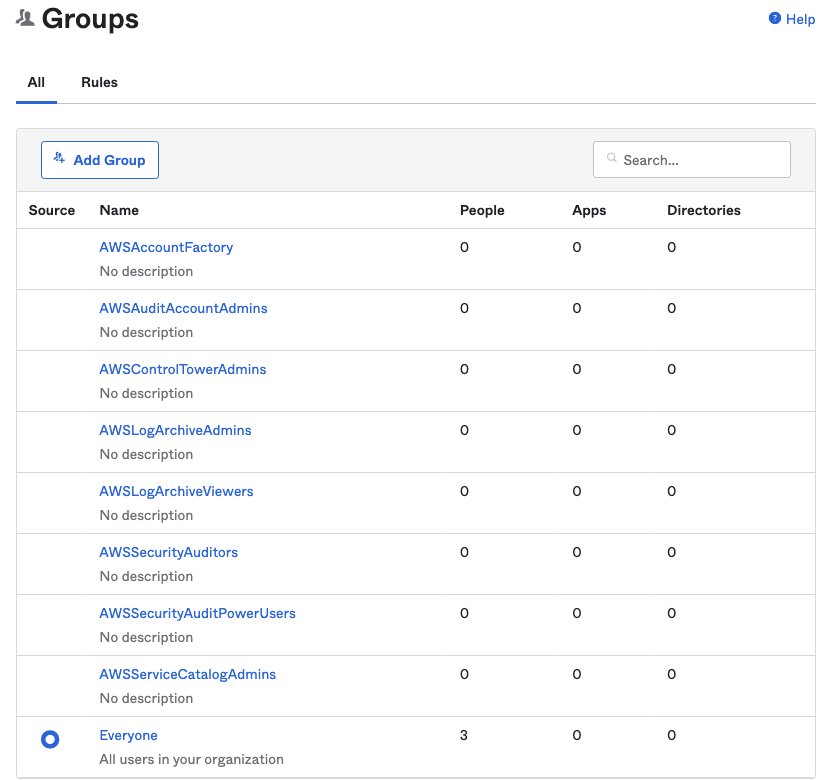 Groups
Help
All Rules
Add Group
Search...
Source Name People Apps Directories
AWSAccountFactory 0 0 0
No description
AWSAuditAccountAdmins 0 0 0
No description
AWSControlTowerAdmins 0 0 0
No description
AWSLogArchiveAdmins 0 0 0
No description
AWSLogArchiveViewers 0 0 0
No description
AWSSecurityAuditors 0 0 0
No description
AWSSecurityAuditPowerUsers 0 0 0
No description
AWSServiceCatalogAdmins 0 0 0
No description
Everyone 3 0 0
All users in your organization